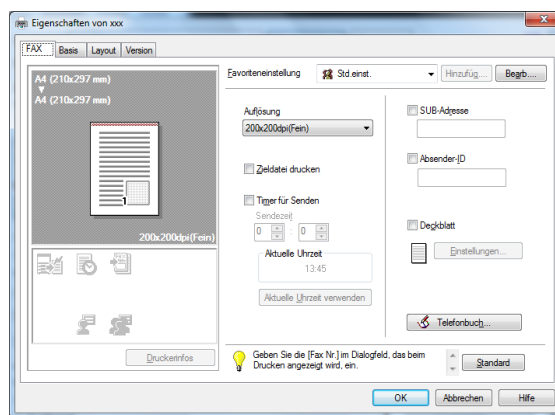 Eigenschaften von xxx
FAX Basis Layout Version
A4 (210x297 mm)
A4 (210x297 mm)
1
200x200dpi(Fein)
Druckerinfos
Favoriteneinstellung Std.einst. Hinzufüg.... Bearb....
Auflösung
200x200dpi(Fein)
Zieldatei drucken
Timer für Senden
Sendezeit
0 : 0
Aktuelle Uhrzeit
13:45
Aktuelle Uhrzeit verwenden
SUB-Adresse
Absender-ID
Deckblatt
Einstellungen...
Telefonbuch...
Geben Sie die [Fax Nr.] im Dialogfeld, das beim
Drucken angezeigt wird, ein.
Standard
OK Abbrechen Hilfe